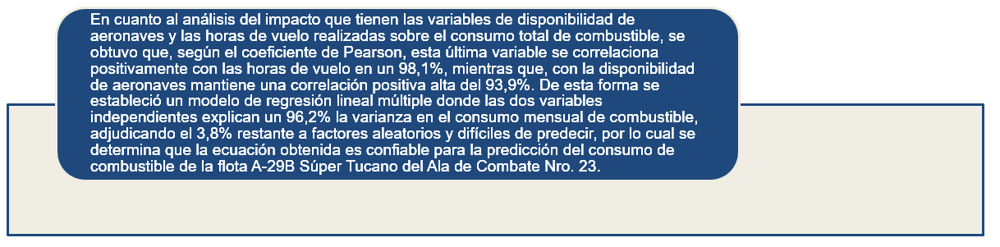 En cuanto al análisis del impacto que tienen las variables de disponibilidad de
aeronaves y las horas de vuelo realizadas sobre el consumo total de combustible, se
obtuvo que, según el coeficiente de Pearson, esta última variable se correlaciona
positivamente con las horas de vuelo en un 98,1%, mientras que, con la disponibilidad
de aeronaves mantiene una correlación positiva alta del 93,9%. De esta forma se
estableció un modelo de regresión lineal múltiple donde las dos variables
independientes explican un 96,2% la varianza en el consumo mensual de combustible,
adjudicando el 3,8% restante a factores aleatorios y difíciles de predecir, por lo cual se
determina que la ecuación obtenida es confiable para la predicción del consumo de
combustible de la flota A-29B Súper Tucano del Ala de Combate Nro. 23.